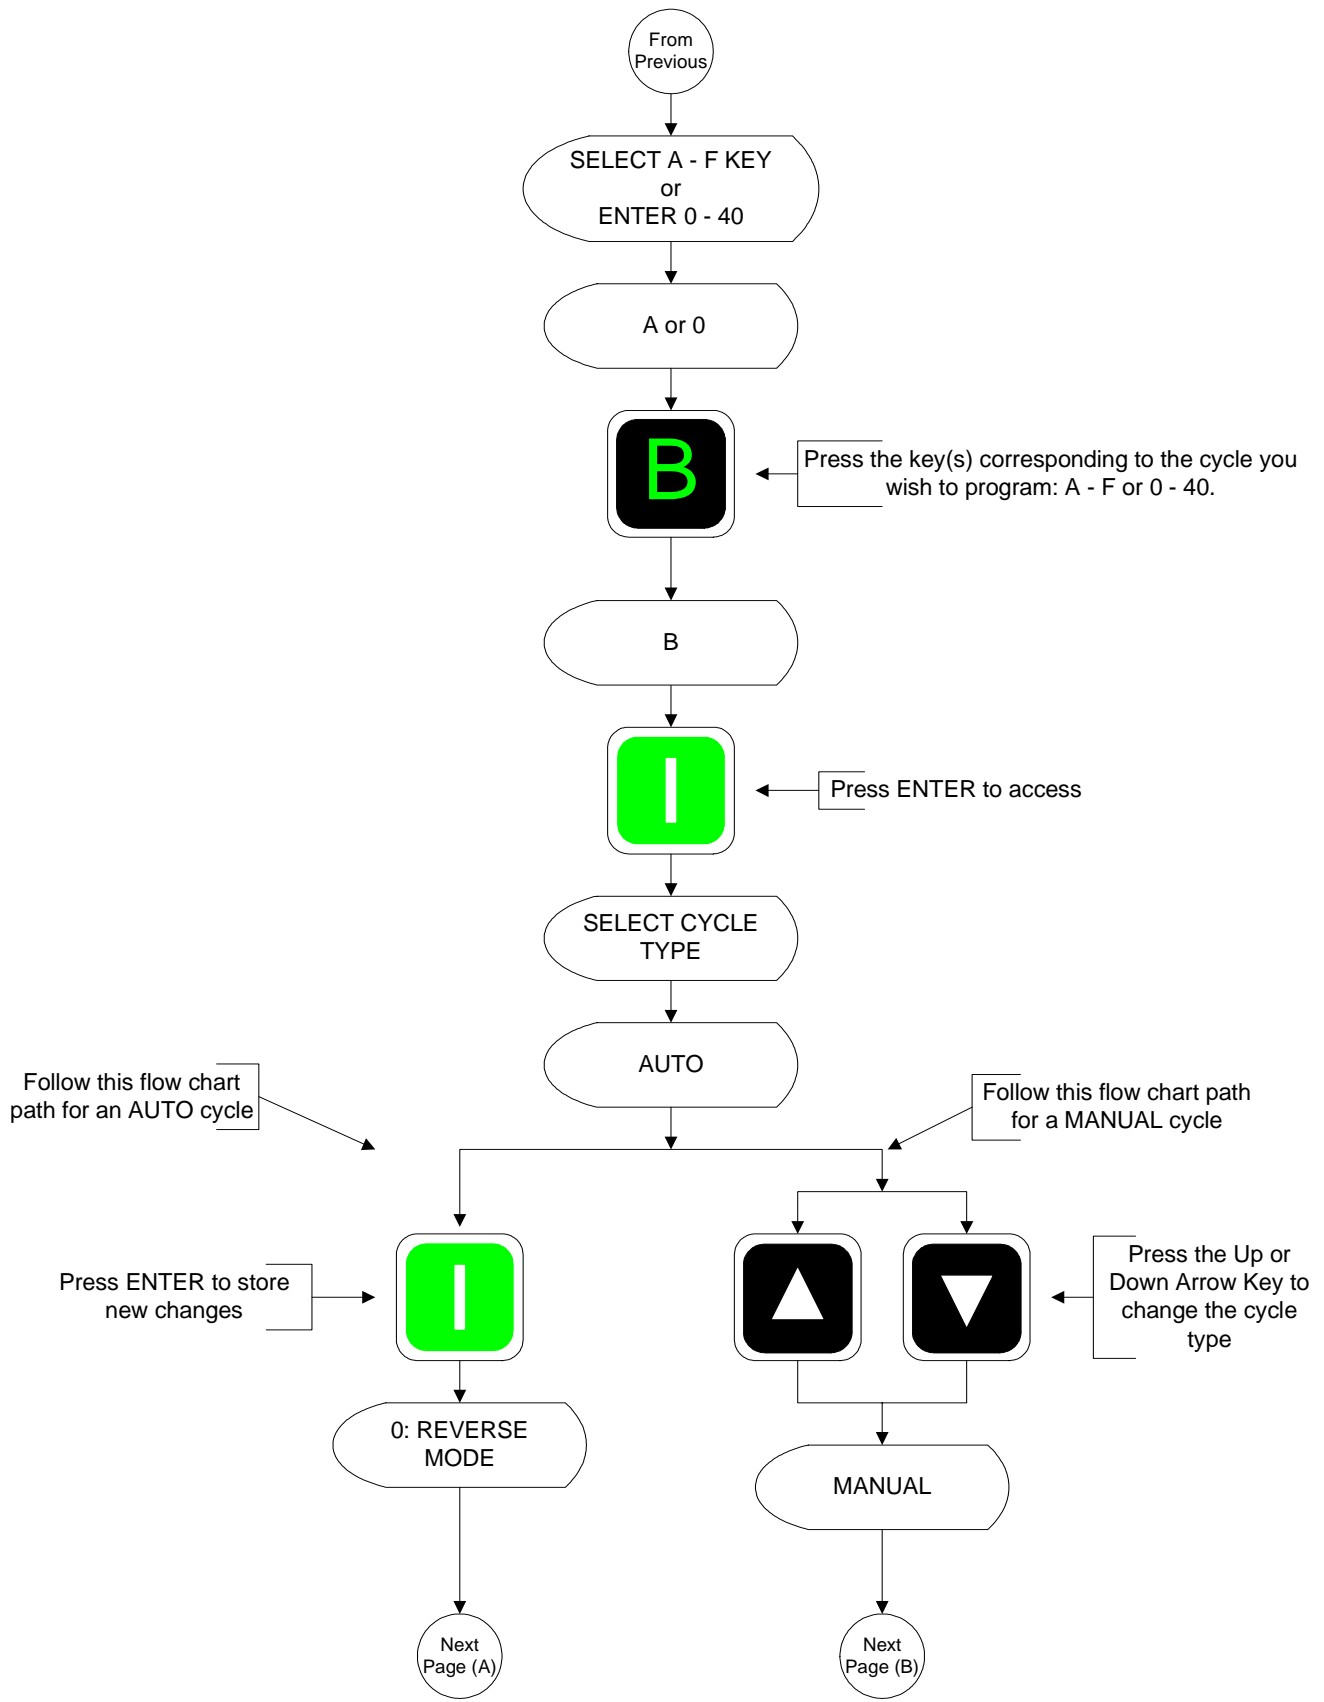 From
Previous
SELECT A - F KEY
or
ENTER 0 - 40
A or 0
B
Press the key(s) corresponding to the cycle you
wish to program: A - F or 0 - 40.
B
Press ENTER to access
SELECT CYCLE
TYPE
AUTO
Follow this flow chart
path for an AUTO cycle
Follow this flow chart path
for a MANUAL cycle
Press ENTER to store
new changes
Press the Up or
Down Arrow Key to
change the cycle
type
0: REVERSE
MODE
MANUAL
Next
Page (A)
Next
Page (B)